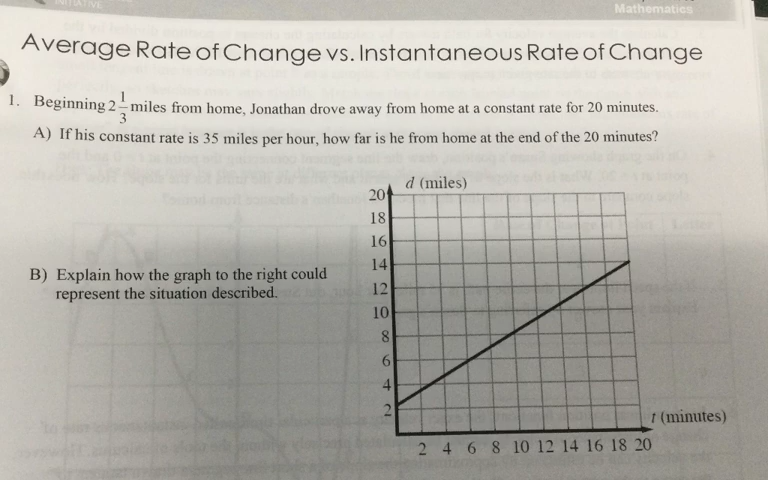 INITIATIVE
Mathematics
Average Rate of Change vs. Instantaneous Rate of Change
1. Beginning 2 1/3 miles from home, Jonathan drove away from home at a constant rate for 20 minutes.
A) If his constant rate is 35 miles per hour, how far is he from home at the end of the 20 minutes?
B) Explain how the graph to the right could
represent the situation described.
d (miles)
20
18
16
14
12
10
8
6
4
2
t (minutes)
2 4 6 8 10 12 14 16 18 20